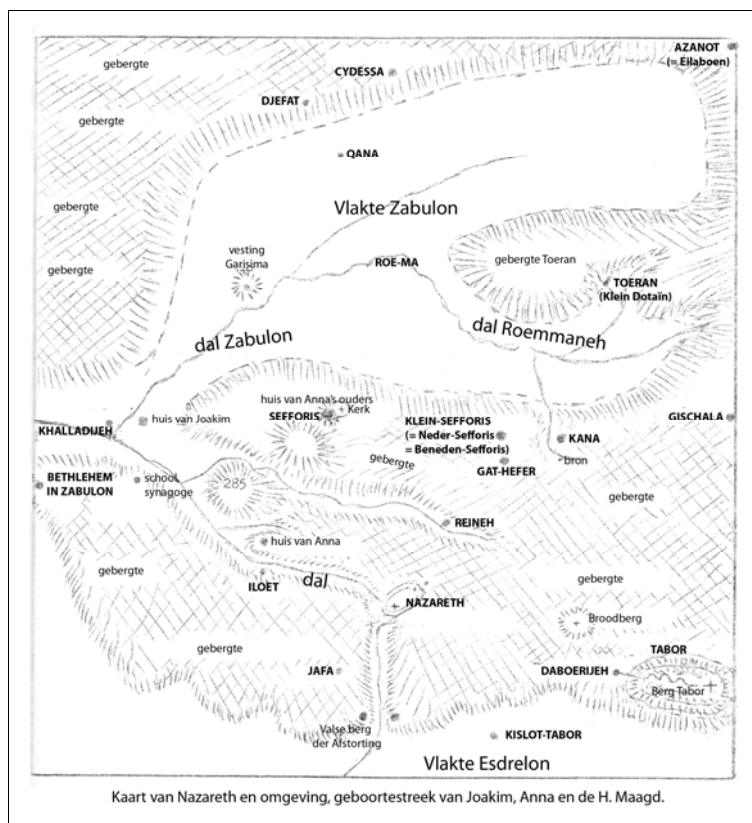 AZANOT
(= Eilaboen)
gebergte
CYDESSA
DJEFAT
gebergte
QANA
gebergte
Vlakte Zabulon
vesting
Garisima
gebergte
ROE-MA
gebergte Toeran
TOERAN
(Klein Dotaïn)
dal Zabulon
dal Roemmaneh
huis van Anna's ouders
Kerk
SEFFORIS
huis van Joakim
KHALLADIJEH
KLEIN-SEFFORIS
(= Neder-Sefforis
= Beneden-Sefforis)
GISCHALA
KANA
gebergte
bron
GAT-HEFER
BETHLEHEM
IN ZABULON
school
synagoge
285
REINEH
huis van Anna
gebergte
ILOET
dal
gebergte
NAZARETH
Broodberg
gebergte
JAFA
TABOR
DABOERIJEH
Berg Tabor
Valse berg
der Afstorting
KISLOT-TABOR
Vlakte Esdrelon
Kaart van Nazareth en omgeving, geboortestreek van Joakim, Anna en de H. Maagd.